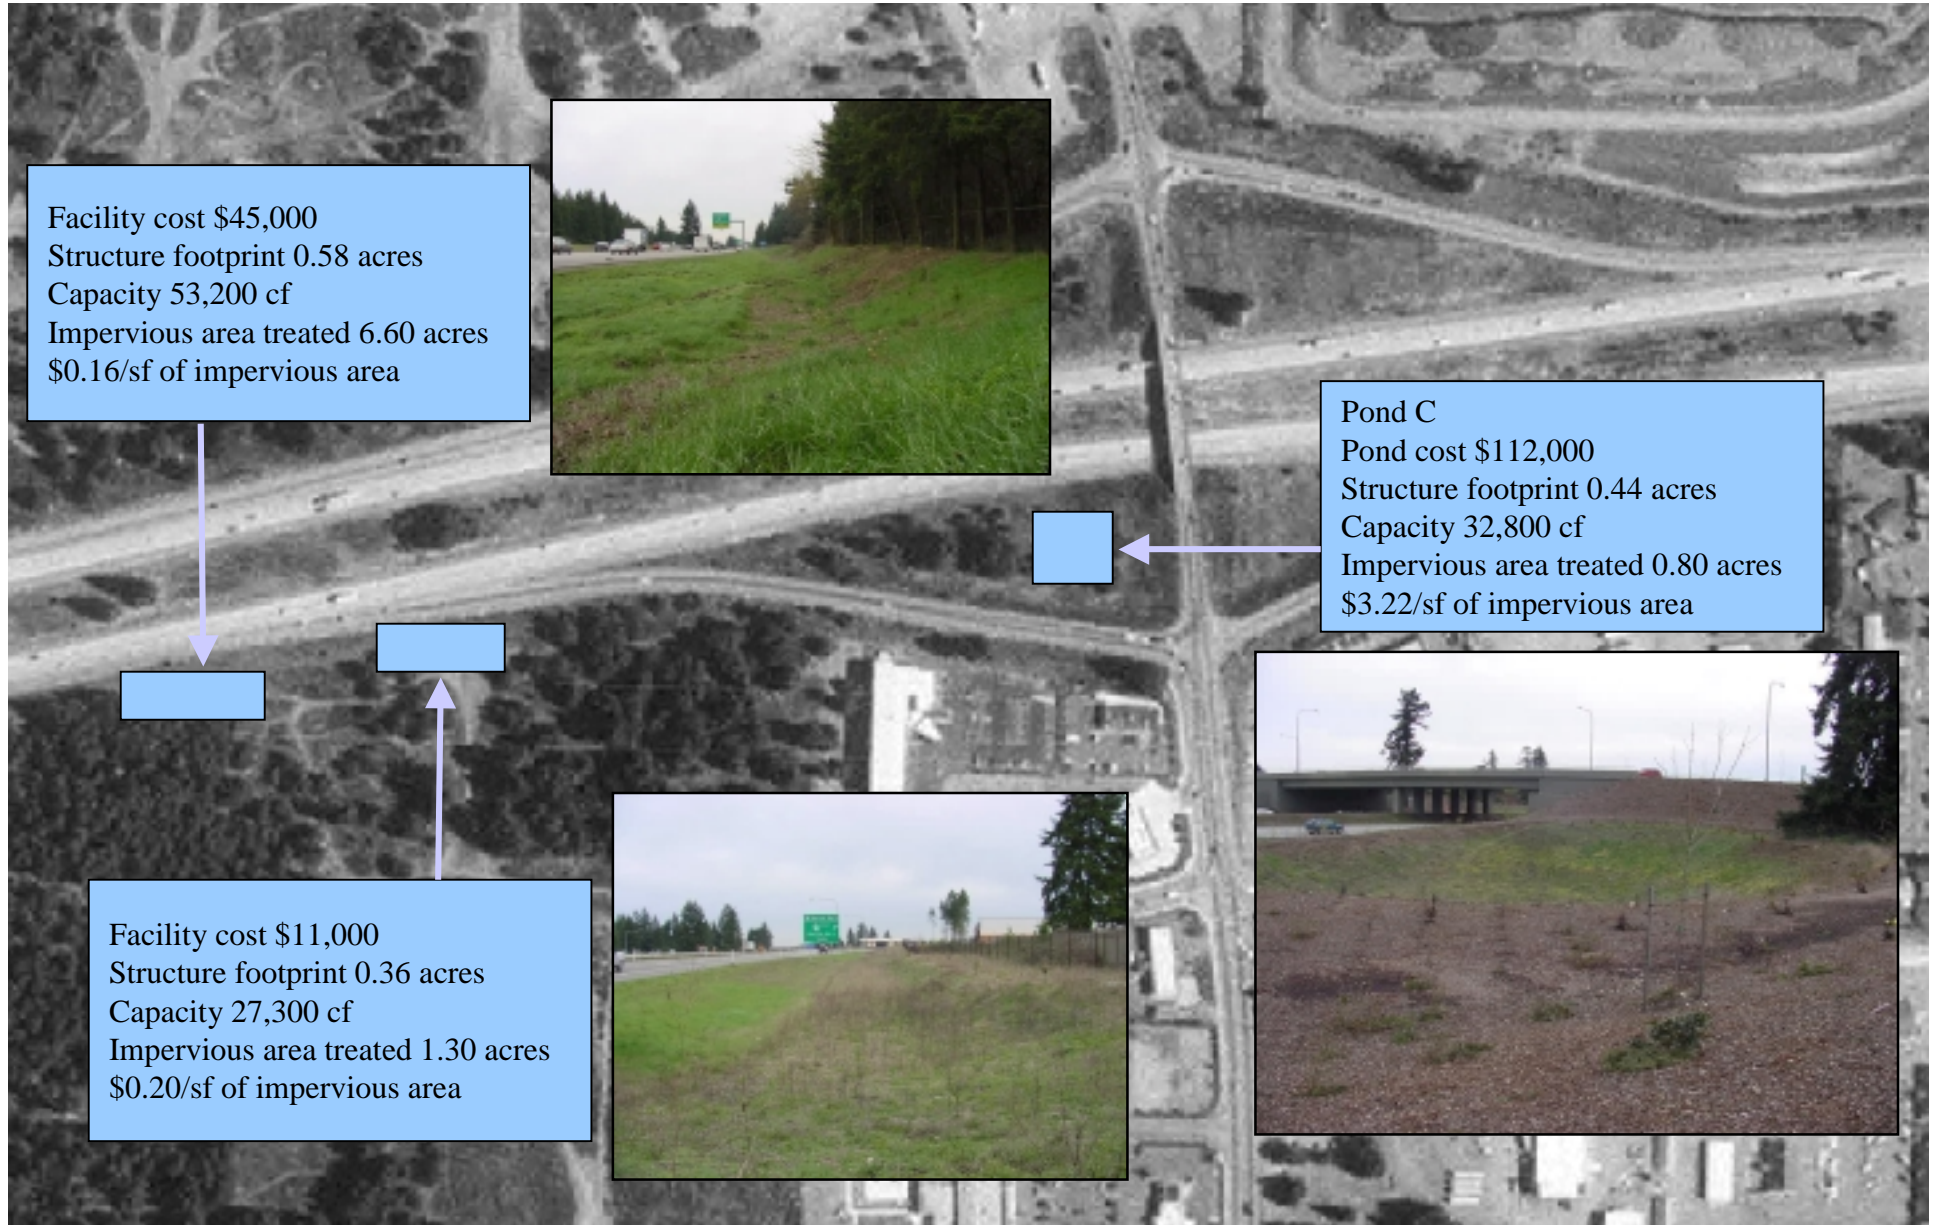 Facility cost $45,000
Structure footprint 0.58 acres
Capacity 53,200 cf
Impervious area treated 6.60 acres
$0.16/sf of impervious area
Pond C
Pond cost $112,000
Structure footprint 0.44 acres
Capacity 32,800 cf
Impervious area treated 0.80 acres
$3.22/sf of impervious area
Facility cost $11,000
Structure footprint 0.36 acres
Capacity 27,300 cf
Impervious area treated 1.30 acres
$0.20/sf of impervious area